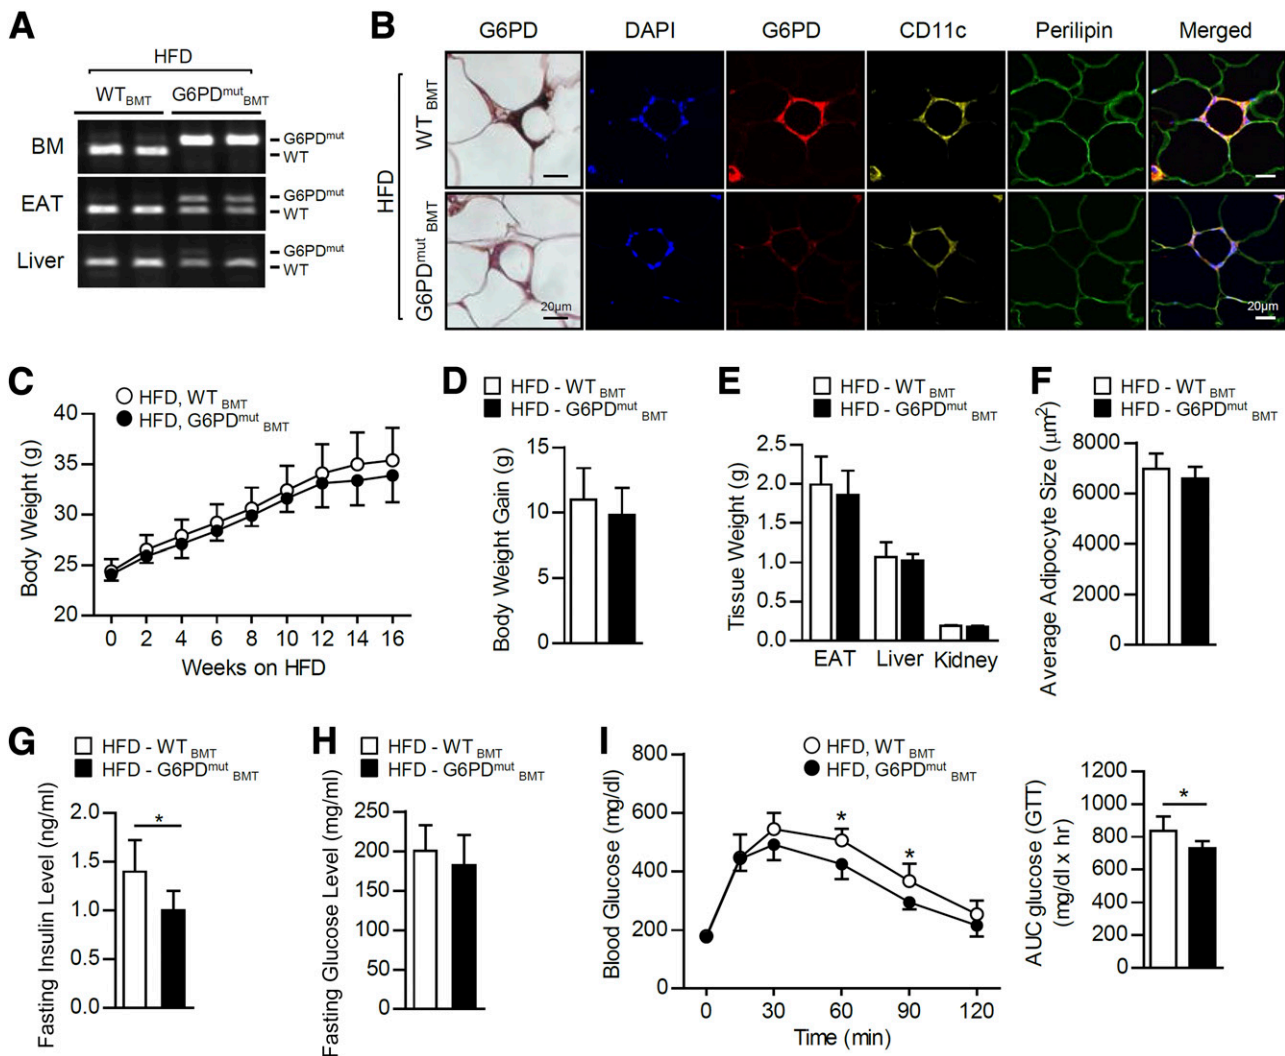 A
HFD
WT BMT G6PDmut BMT
BM
G6PDmut
WT
EAT
G6PDmut
WT
Liver
G6PDmut
WT
B
G6PD DAPI G6PD CD11c Perilipin Merged
HFD
WT BMT
G6PDmut BMT
20μm
20μm
C
HFD, WT BMT
HFD, G6PDmut BMT
Body Weight (g)
40
35
30
25
20
0 2 4 6 8 10 12 14 16
Weeks on HFD
D
HFD - WT BMT
HFD - G6PDmut BMT
Body Weight Gain (g)
15
10
5
0
E
HFD - WT BMT
HFD - G6PDmut BMT
Tissue Weight (g)
2.5
2.0
1.5
1.0
0.5
0.0
EAT Liver Kidney
F
HFD - WT BMT
HFD - G6PDmut BMT
Average Adipocyte Size (μm²)
8000
6000
4000
2000
0
G
HFD - WT BMT
HFD - G6PDmut BMT
Fasting Insulin Level (ng/ml)
2.0
1.5
1.0
0.5
0.0
*
H
HFD - WT BMT
HFD - G6PDmut BMT
Fasting Glucose Level (mg/ml)
250
200
150
100
50
0
I
HFD, WT BMT
HFD, G6PDmut BMT
Blood Glucose (mg/dl)
800
600
400
200
0
*
*
0 30 60 90 120
Time (min)
AUC glucose (GTT)
(mg/dl x hr)
1200
1000
800
600
400
200
0
*